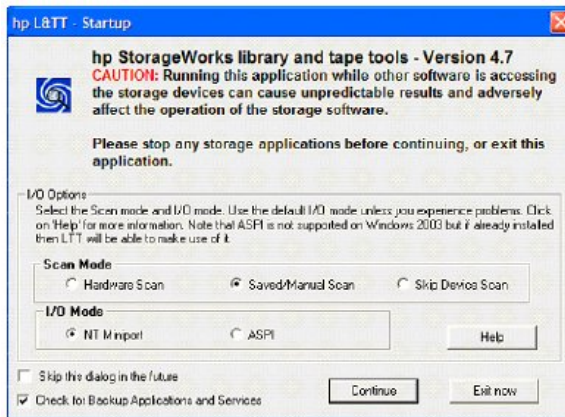 hp L&TT - Startup
hp StorageWorks library and tape tools - Version 4.7
CAUTION: Running this application while other software is accessing
the storage devices can cause unpredictable results and adversely
affect the operation of the storage software.
Please stop any storage applications before continuing, or exit this
application.
I/O Options
Select the Scan mode and I/O mode. Use the default I/O mode unless you experience problems. Click
on 'Help' for more information. Note that ASPI is not supported on Windows 2003 but if already installed
then LTT will be able to make use of it.
Scan Mode
Hardware Scan
Saved/Manual Scan
Skip Device Scan
I/O Mode
NT Miniport
ASPI
Help
Skip this dialog in the future
Check for Backup Applications and Services
Continue
Exit now